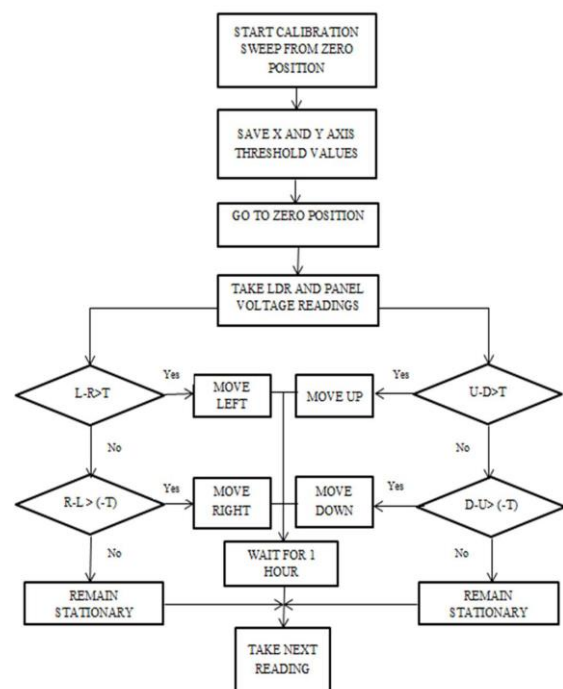 START CALIBRATION
SWEEP FROM ZERO
POSITION
SAVE X AND Y AXIS
THRESHOLD VALUES
GO TO ZERO POSITION
TAKE LDR AND PANEL
VOLTAGE READINGS
L-R>T
Yes
MOVE
LEFT
MOVE UP
Yes
U-D>T
No
No
R-L> (-T)
Yes
MOVE
RIGHT
MOVE
DOWN
Yes
D-U> (-T)
No
No
WAIT FOR 1
HOUR
REMAIN
STATIONARY
REMAIN
STATIONARY
TAKE NEXT
READING